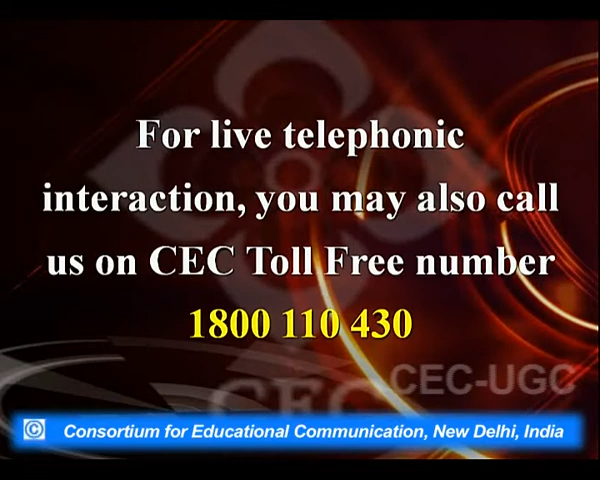 For live telephonic
interaction, you may also call
us on CEC Toll Free number
1800 110 430
CEC
CEC-UGC
© Consortium for Educational Communication, New Delhi, India